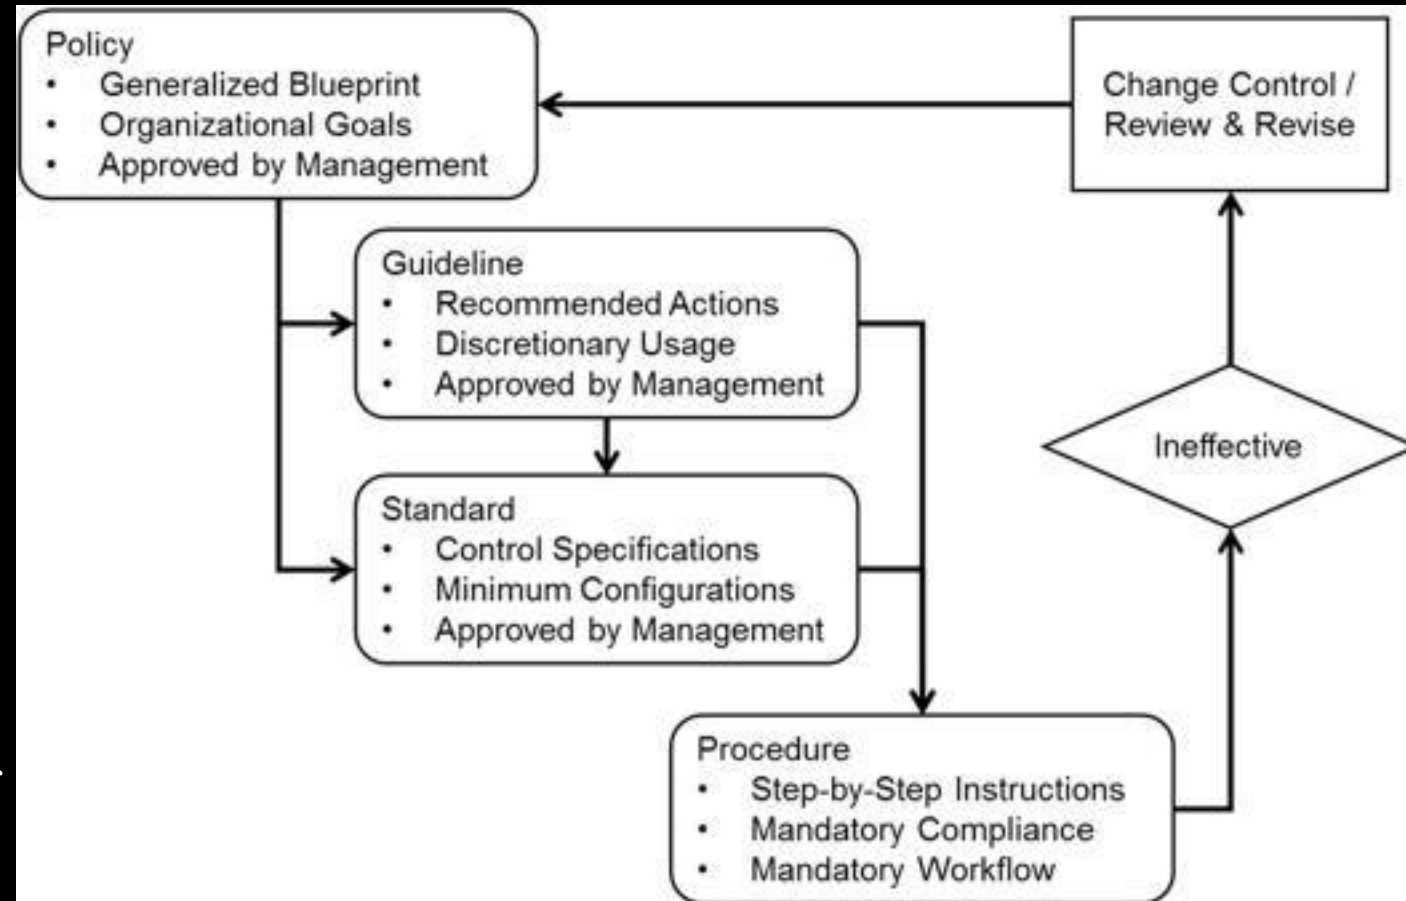 Policy
• Generalized Blueprint
• Organizational Goals
• Approved by Management
Change Control /
Review & Revise
Guideline
• Recommended Actions
• Discretionary Usage
• Approved by Management
Ineffective
Standard
• Control Specifications
• Minimum Configurations
• Approved by Management
Procedure
• Step-by-Step Instructions
• Mandatory Compliance
• Mandatory Workflow